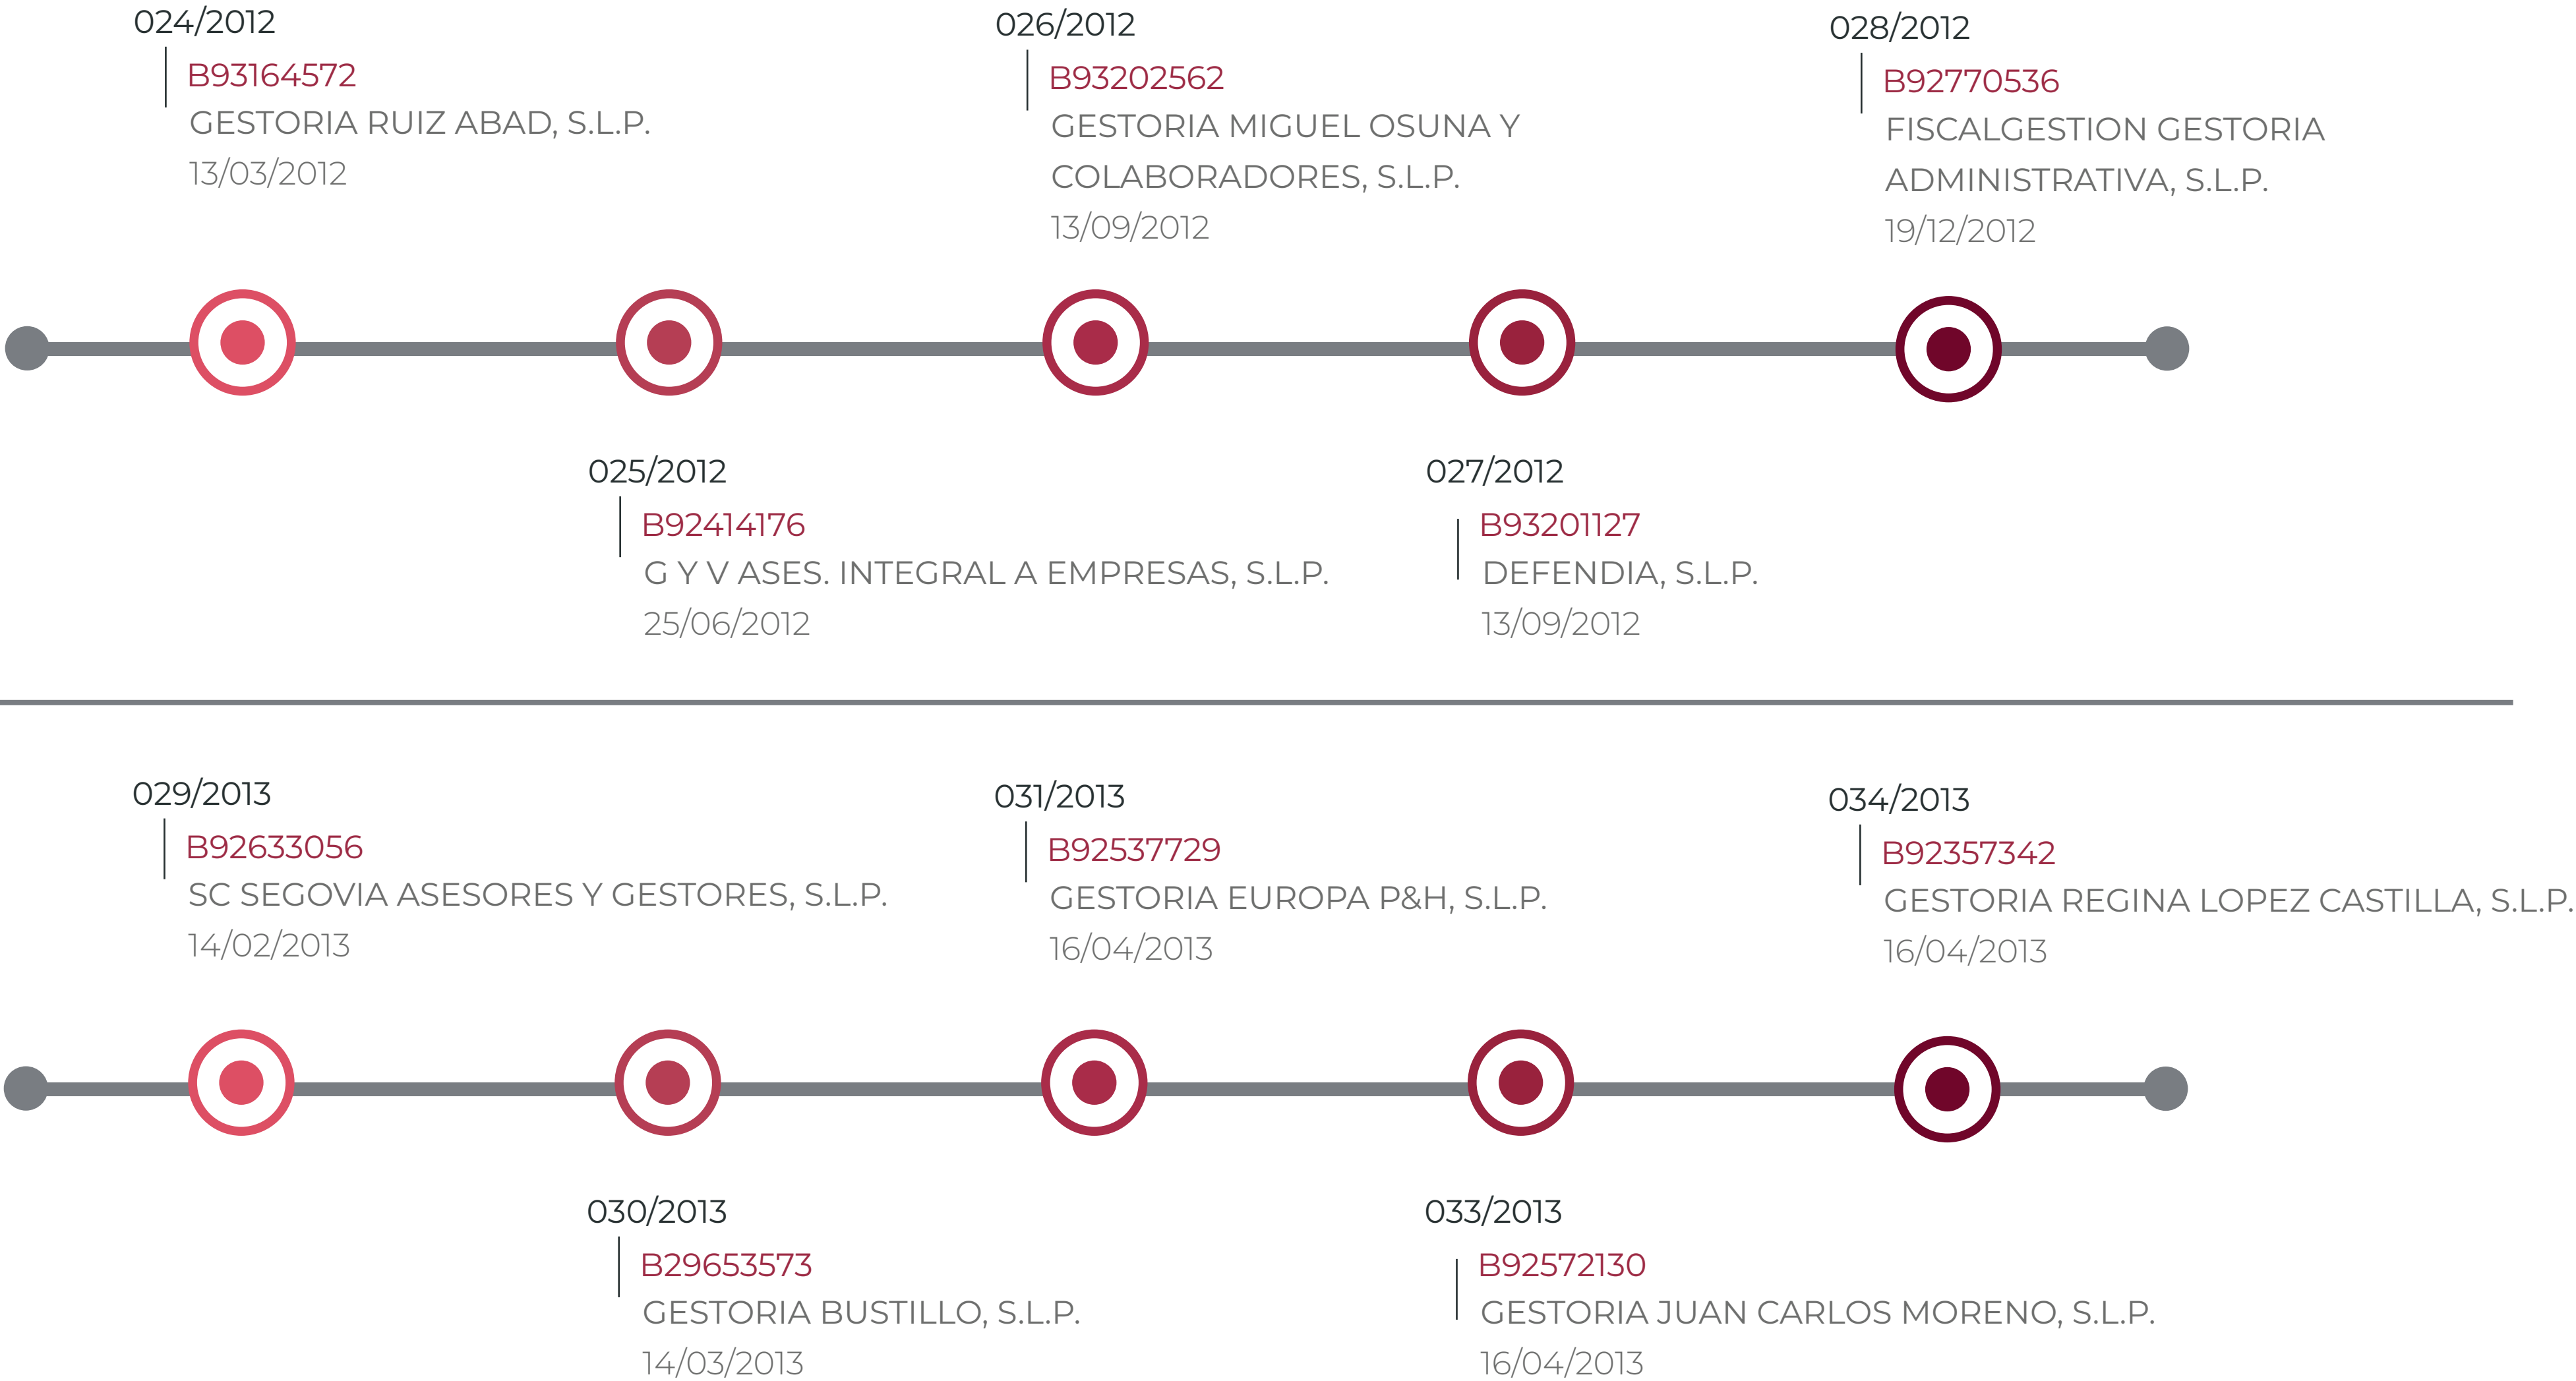 024/2012
B93164572
GESTORIA RUIZ ABAD, S.L.P.
13/03/2012
025/2012
B92414176
G Y V ASES. INTEGRAL A EMPRESAS, S.L.P.
25/06/2012
026/2012
B93202562
GESTORIA MIGUEL OSUNA Y
COLABORADORES, S.L.P.
13/09/2012
027/2012
B93201127
DEFENDIA, S.L.P.
13/09/2012
028/2012
B92770536
FISCALGESTION GESTORIA
ADMINISTRATIVA, S.L.P.
19/12/2012
029/2013
B92633056
SC SEGOVIA ASESORES Y GESTORES, S.L.P.
14/02/2013
030/2013
B29653573
GESTORIA BUSTILLO, S.L.P.
14/03/2013
031/2013
B92537729
GESTORIA EUROPA P&H, S.L.P.
16/04/2013
033/2013
B92572130
GESTORIA JUAN CARLOS MORENO, S.L.P.
16/04/2013
034/2013
B92357342
GESTORIA REGINA LOPEZ CASTILLA, S.L.P.
16/04/2013